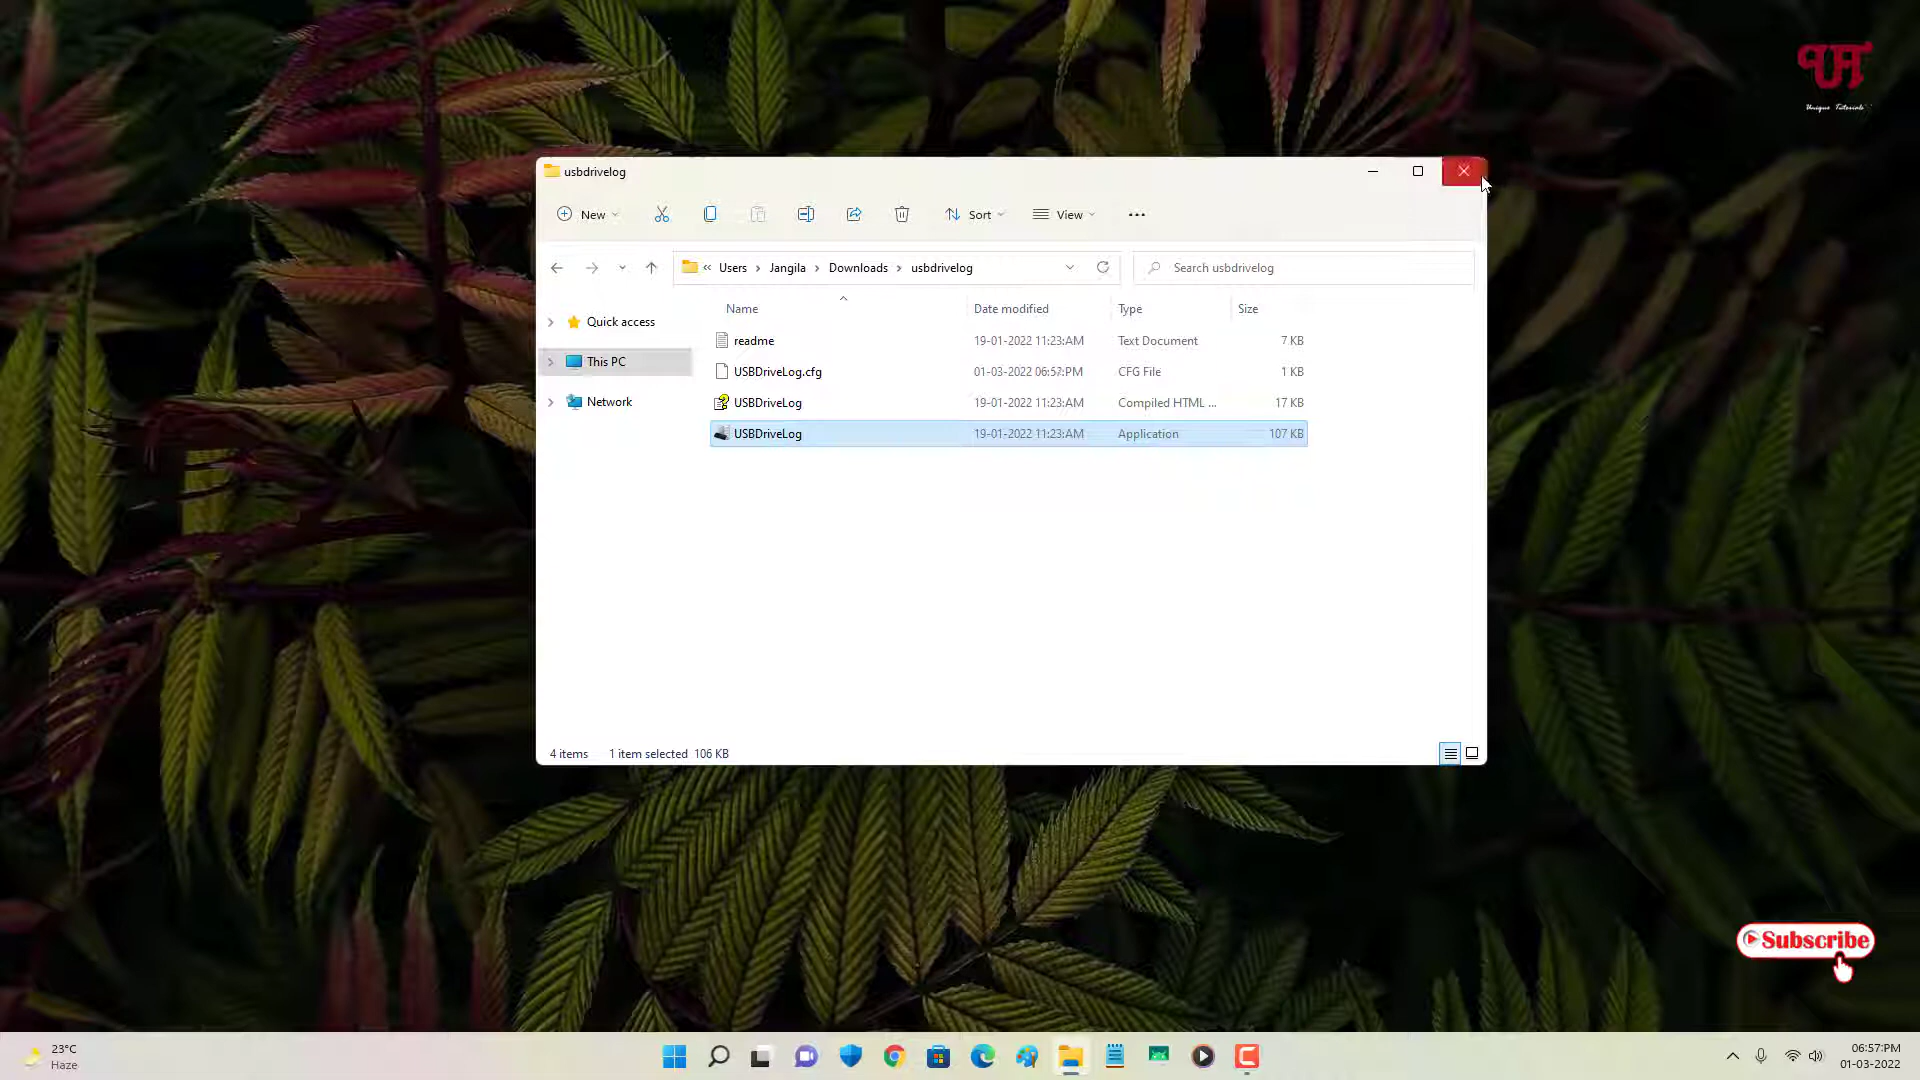 UT
Unique Tutorials
usbdrivelog
New
Sort
View
« Users > Jangila > Downloads > usbdrivelog
Search usbdrivelog
Quick access
This PC
Network
Name Date modified Type Size
readme 19-01-2022 11:23:AM Text Document 7 KB
USBDriveLog.cfg 01-03-2022 06:57:PM CFG File 1 KB
USBDriveLog 19-01-2022 11:23:AM Compiled HTML ... 17 KB
USBDriveLog 19-01-2022 11:23:AM Application 107 KB
4 items 1 item selected 106 KB
Subscribe
23°C
Haze
06:57:PM
01-03-2022